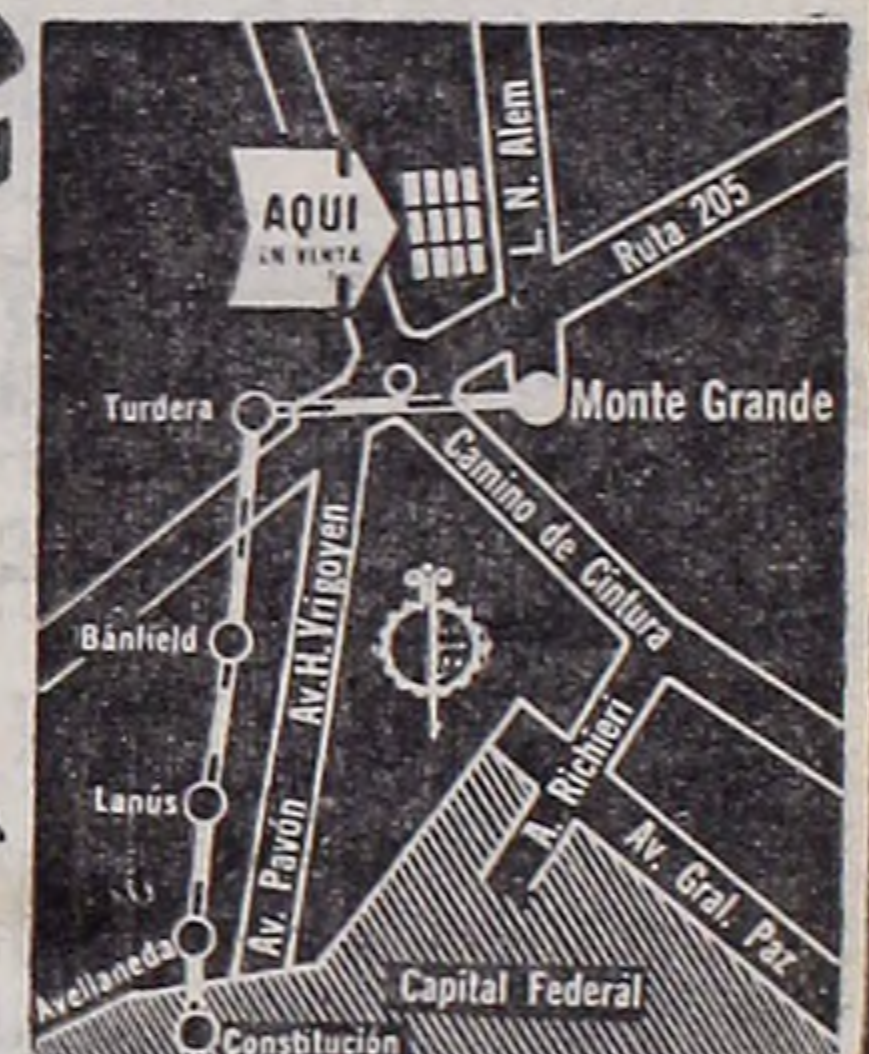 L. N. Alem
AQUI
EN VENTA
Ruta 205
Turdera
Monte Grande
Camino de Cintura
Av. H. Yrigoyen
Bánfield
A. Richieri
Lanús
Av. Pavón
Av. Gral. Paz
Avellaneda
Capital Federal
Constitución